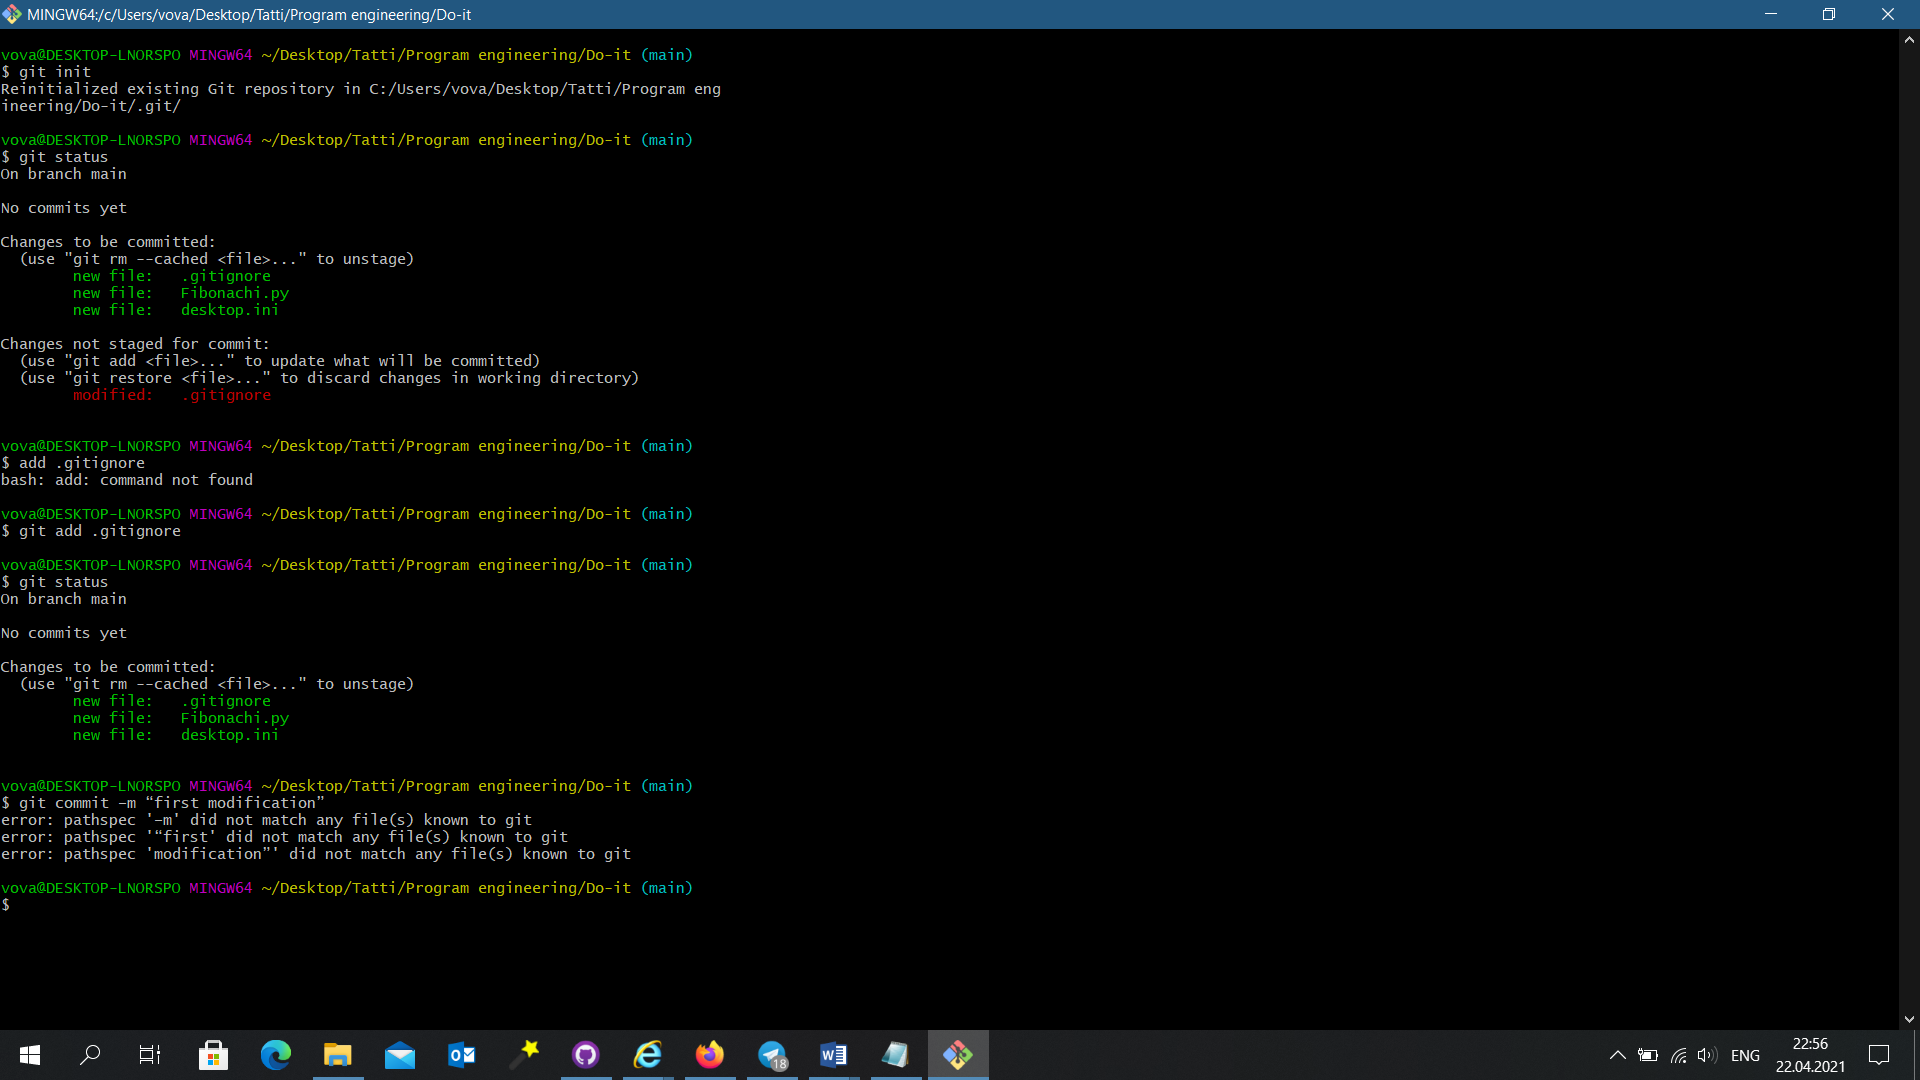 MINGW64:/c/Users/vova/Desktop/Tatti/Program engineering/Do-it
vova@DESKTOP-LNORSPO MINGW64 ~/Desktop/Tatti/Program engineering/Do-it (main)
$ git init
Reinitialized existing Git repository in C:/Users/vova/Desktop/Tatti/Program eng
ineering/Do-it/.git/
vova@DESKTOP-LNORSPO MINGW64 ~/Desktop/Tatti/Program engineering/Do-it (main)
$ git status
On branch main
No commits yet
Changes to be committed:
  (use "git rm --cached <file>..." to unstage)
        new file:   .gitignore
        new file:   Fibonachi.py
        new file:   desktop.ini
Changes not staged for commit:
  (use "git add <file>..." to update what will be committed)
  (use "git restore <file>..." to discard changes in working directory)
        modified:   .gitignore
vova@DESKTOP-LNORSPO MINGW64 ~/Desktop/Tatti/Program engineering/Do-it (main)
$ add .gitignore
bash: add: command not found
vova@DESKTOP-LNORSPO MINGW64 ~/Desktop/Tatti/Program engineering/Do-it (main)
$ git add .gitignore
vova@DESKTOP-LNORSPO MINGW64 ~/Desktop/Tatti/Program engineering/Do-it (main)
$ git status
On branch main
No commits yet
Changes to be committed:
  (use "git rm --cached <file>..." to unstage)
        new file:   .gitignore
        new file:   Fibonachi.py
        new file:   desktop.ini
vova@DESKTOP-LNORSPO MINGW64 ~/Desktop/Tatti/Program engineering/Do-it (main)
$ git commit –m “first modification”
error: pathspec '–m' did not match any file(s) known to git
error: pathspec '“first' did not match any file(s) known to git
error: pathspec 'modification”' did not match any file(s) known to git
vova@DESKTOP-LNORSPO MINGW64 ~/Desktop/Tatti/Program engineering/Do-it (main)
$
18
ENG
22:56
22.04.2021